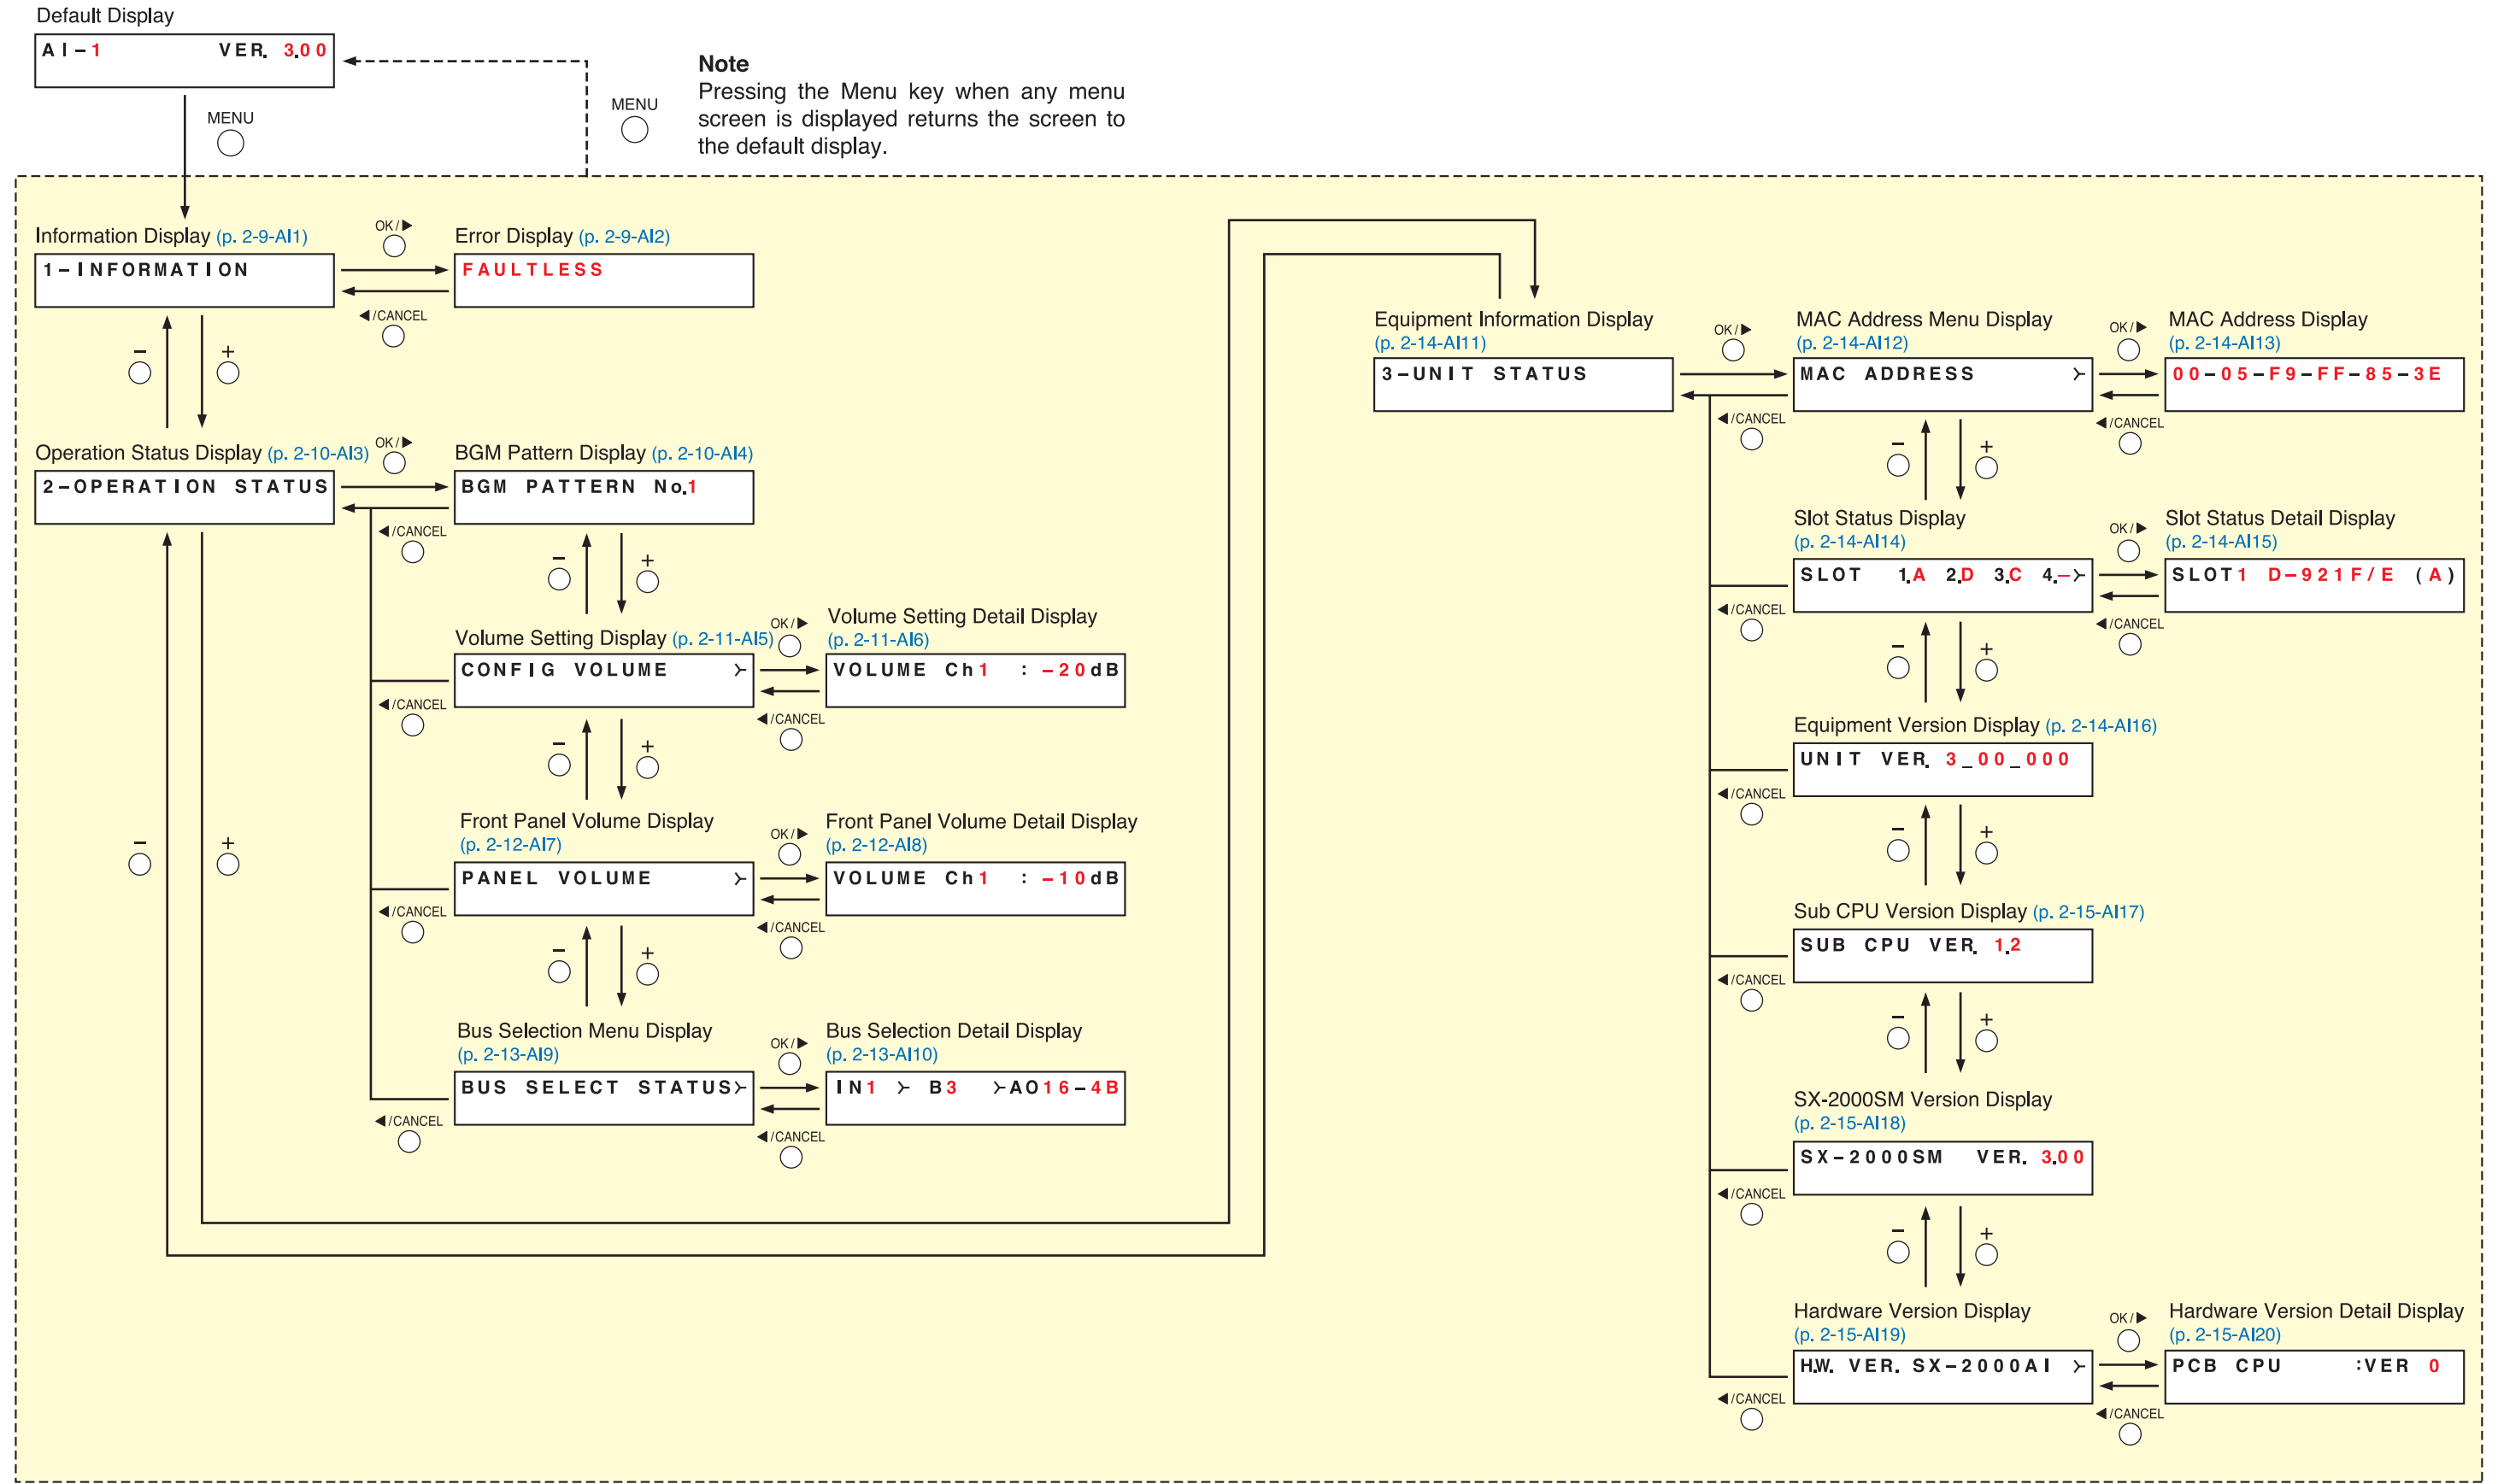 Default Display
AI-1 VER. 3.00
MENU
MENU
Note
Pressing the Menu key when any menu
screen is displayed returns the screen to
the default display.
Information Display (p. 2-9-AI1)
1-INFORMATION
OK/▶
◀/CANCEL
Error Display (p. 2-9-AI2)
FAULTLESS
−
+
Operation Status Display (p. 2-10-AI3)
2-OPERATION STATUS
OK/▶
◀/CANCEL
BGM Pattern Display (p. 2-10-AI4)
BGM PATTERN No.1
−
+
Volume Setting Display (p. 2-11-AI5)
CONFIG VOLUME ≻
◀/CANCEL
OK/▶
◀/CANCEL
Volume Setting Detail Display
(p. 2-11-AI6)
VOLUME Ch1 : -20dB
−
+
−
+
Front Panel Volume Display
(p. 2-12-AI7)
PANEL VOLUME ≻
◀/CANCEL
OK/▶
◀/CANCEL
Front Panel Volume Detail Display
(p. 2-12-AI8)
VOLUME Ch1 : -10dB
−
+
Bus Selection Menu Display
(p. 2-13-AI9)
BUS SELECT STATUS≻
◀/CANCEL
OK/▶
◀/CANCEL
Bus Selection Detail Display
(p. 2-13-AI10)
IN1 ≻ B3 ≻AO16-4B
Equipment Information Display
(p. 2-14-AI11)
3-UNIT STATUS
OK/▶
◀/CANCEL
MAC Address Menu Display
(p. 2-14-AI12)
MAC ADDRESS ≻
OK/▶
◀/CANCEL
MAC Address Display
(p. 2-14-AI13)
00-05-F9-FF-85-3E
−
+
Slot Status Display
(p. 2-14-AI14)
SLOT 1.A 2.D 3.C 4.-≻
◀/CANCEL
OK/▶
◀/CANCEL
Slot Status Detail Display
(p. 2-14-AI15)
SLOT1 D-921F/E (A)
−
+
Equipment Version Display (p. 2-14-AI16)
UNIT VER. 3_00_000
◀/CANCEL
−
+
Sub CPU Version Display (p. 2-15-AI17)
SUB CPU VER. 1.2
◀/CANCEL
−
+
SX-2000SM Version Display
(p. 2-15-AI18)
SX-2000SM VER. 3.00
◀/CANCEL
−
+
Hardware Version Display
(p. 2-15-AI19)
H.W. VER. SX-2000AI ≻
◀/CANCEL
OK/▶
◀/CANCEL
Hardware Version Detail Display
(p. 2-15-AI20)
PCB CPU :VER 0